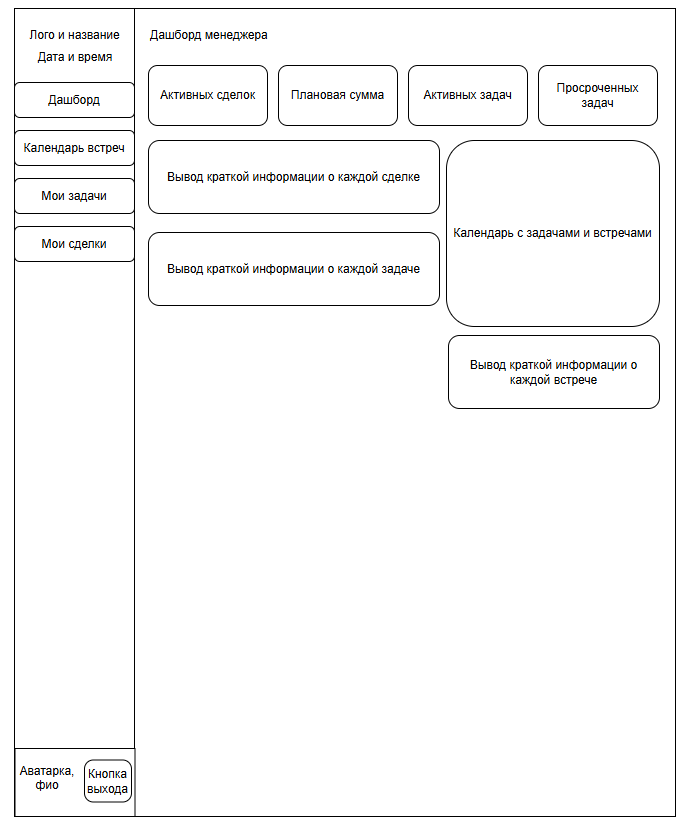 Лого и название
Дата и время
Дашборд
Календарь встреч
Мои задачи
Мои сделки
Аватарка,
фио
Кнопка
выхода
Дашборд менеджера
Активных сделок
Плановая сумма
Активных задач
Просроченных
задач
Вывод краткой информации о каждой сделке
Вывод краткой информации о каждой задаче
Календарь с задачами и встречами
Вывод краткой информации о
каждой встрече